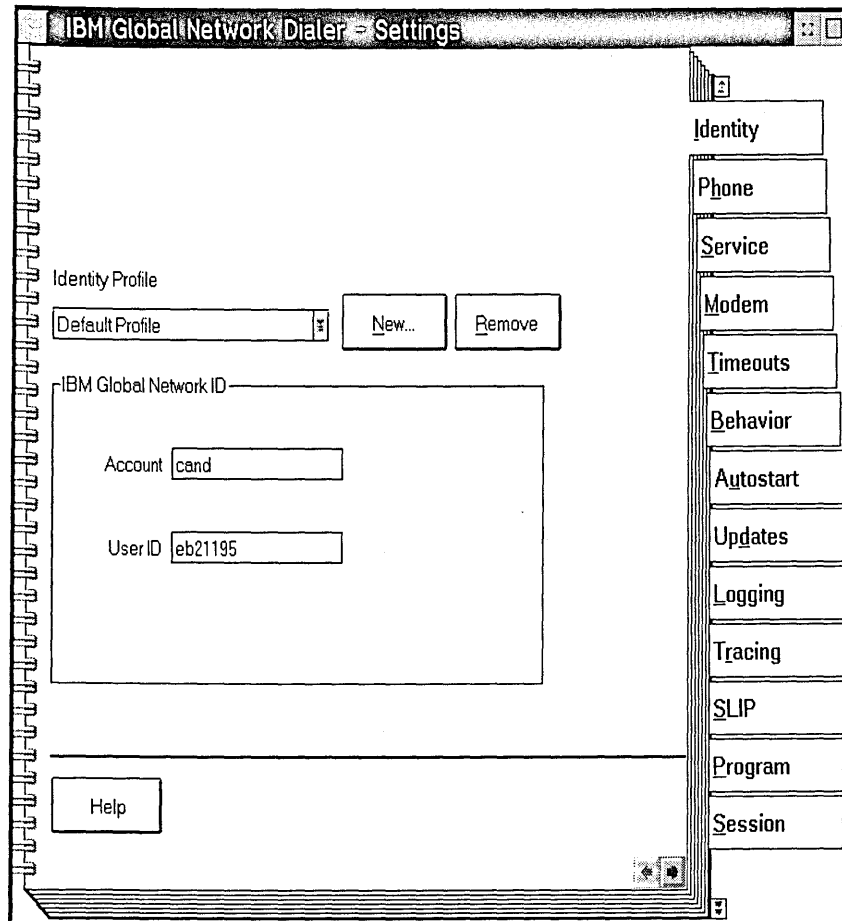 IBM Global Network Dialer - Settings
Identity
Phone
Service
Identity Profile
Default Profile
New...
Remove
Modem
Timeouts
IBM Global Network ID
Behavior
Account cand
Autostart
User ID eb21195
Updates
Logging
Tracing
SLIP
Program
Help
Session